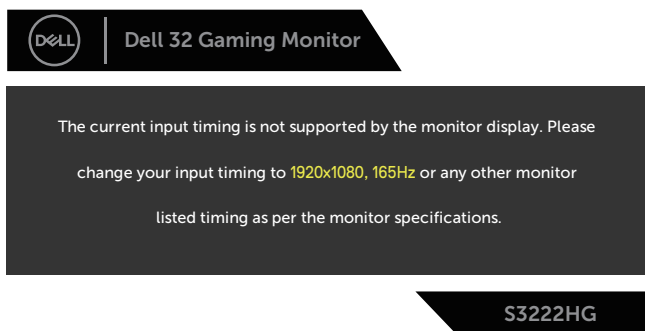 DELL
Dell 32 Gaming Monitor
The current input timing is not supported by the monitor display. Please
change your input timing to 1920x1080, 165Hz or any other monitor
listed timing as per the monitor specifications.
S3222HG